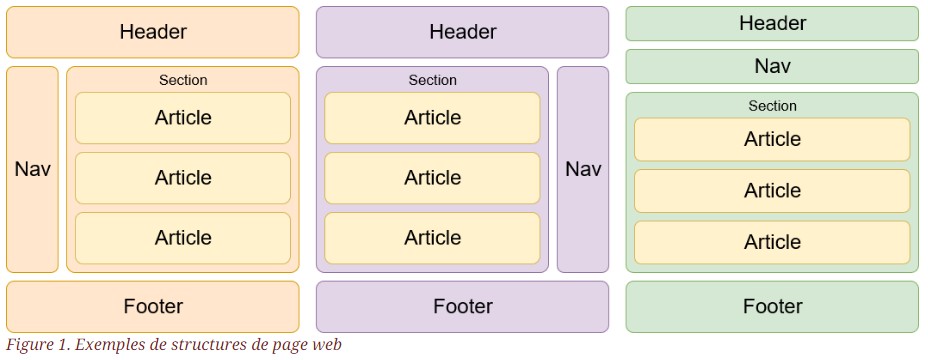 Header
Nav
Section
Article
Article
Article
Footer
Header
Section
Article
Article
Article
Nav
Footer
Header
Nav
Section
Article
Article
Article
Footer
Figure 1. Exemples de structures de page web